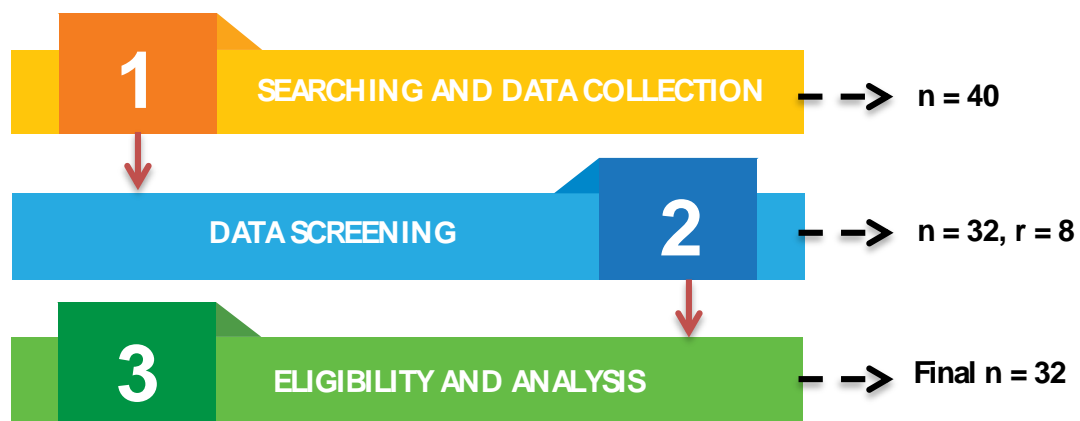 1
SEARCHING AND DATA COLLECTION
n = 40
DATA SCREENING
2
n = 32, r = 8
3
ELIGIBILITY AND ANALYSIS
Final n = 32